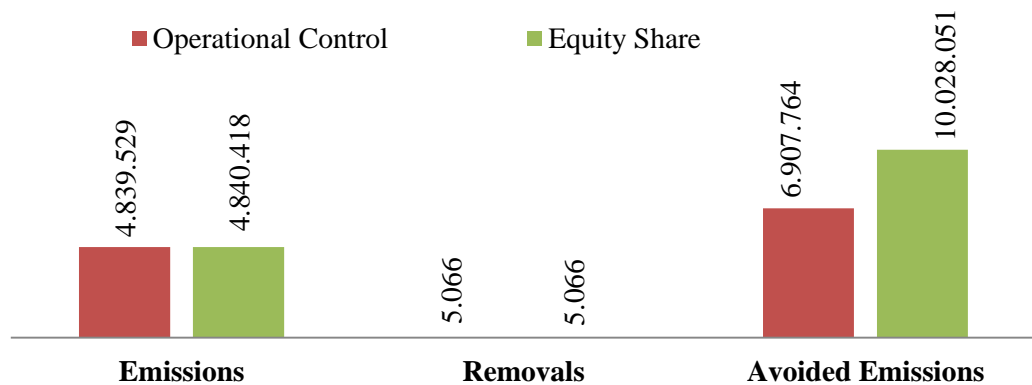 Operational Control
Equity Share
4.839.529
4.840.418
5.066
5.066
6.907.764
10.028.051
Emissions
Removals
Avoided Emissions